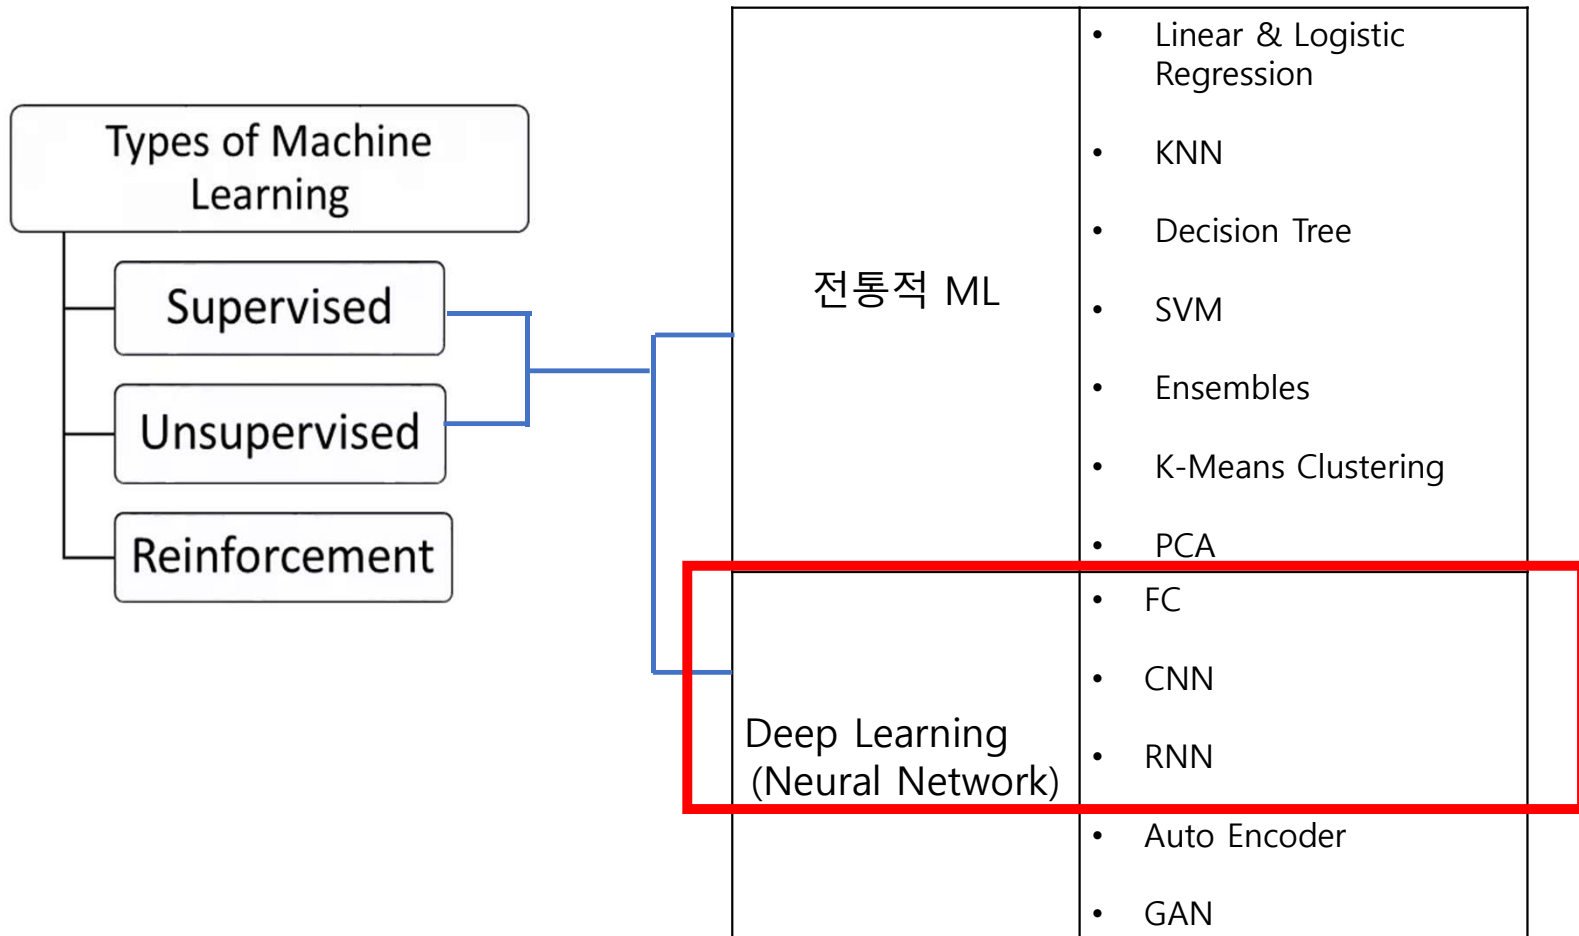 Types of Machine
Learning
Supervised
Unsupervised
Reinforcement
전통적 ML
• Linear & Logistic
Regression
• KNN
• Decision Tree
• SVM
• Ensembles
• K-Means Clustering
• PCA
Deep Learning
(Neural Network)
• FC
• CNN
• RNN
• Auto Encoder
• GAN